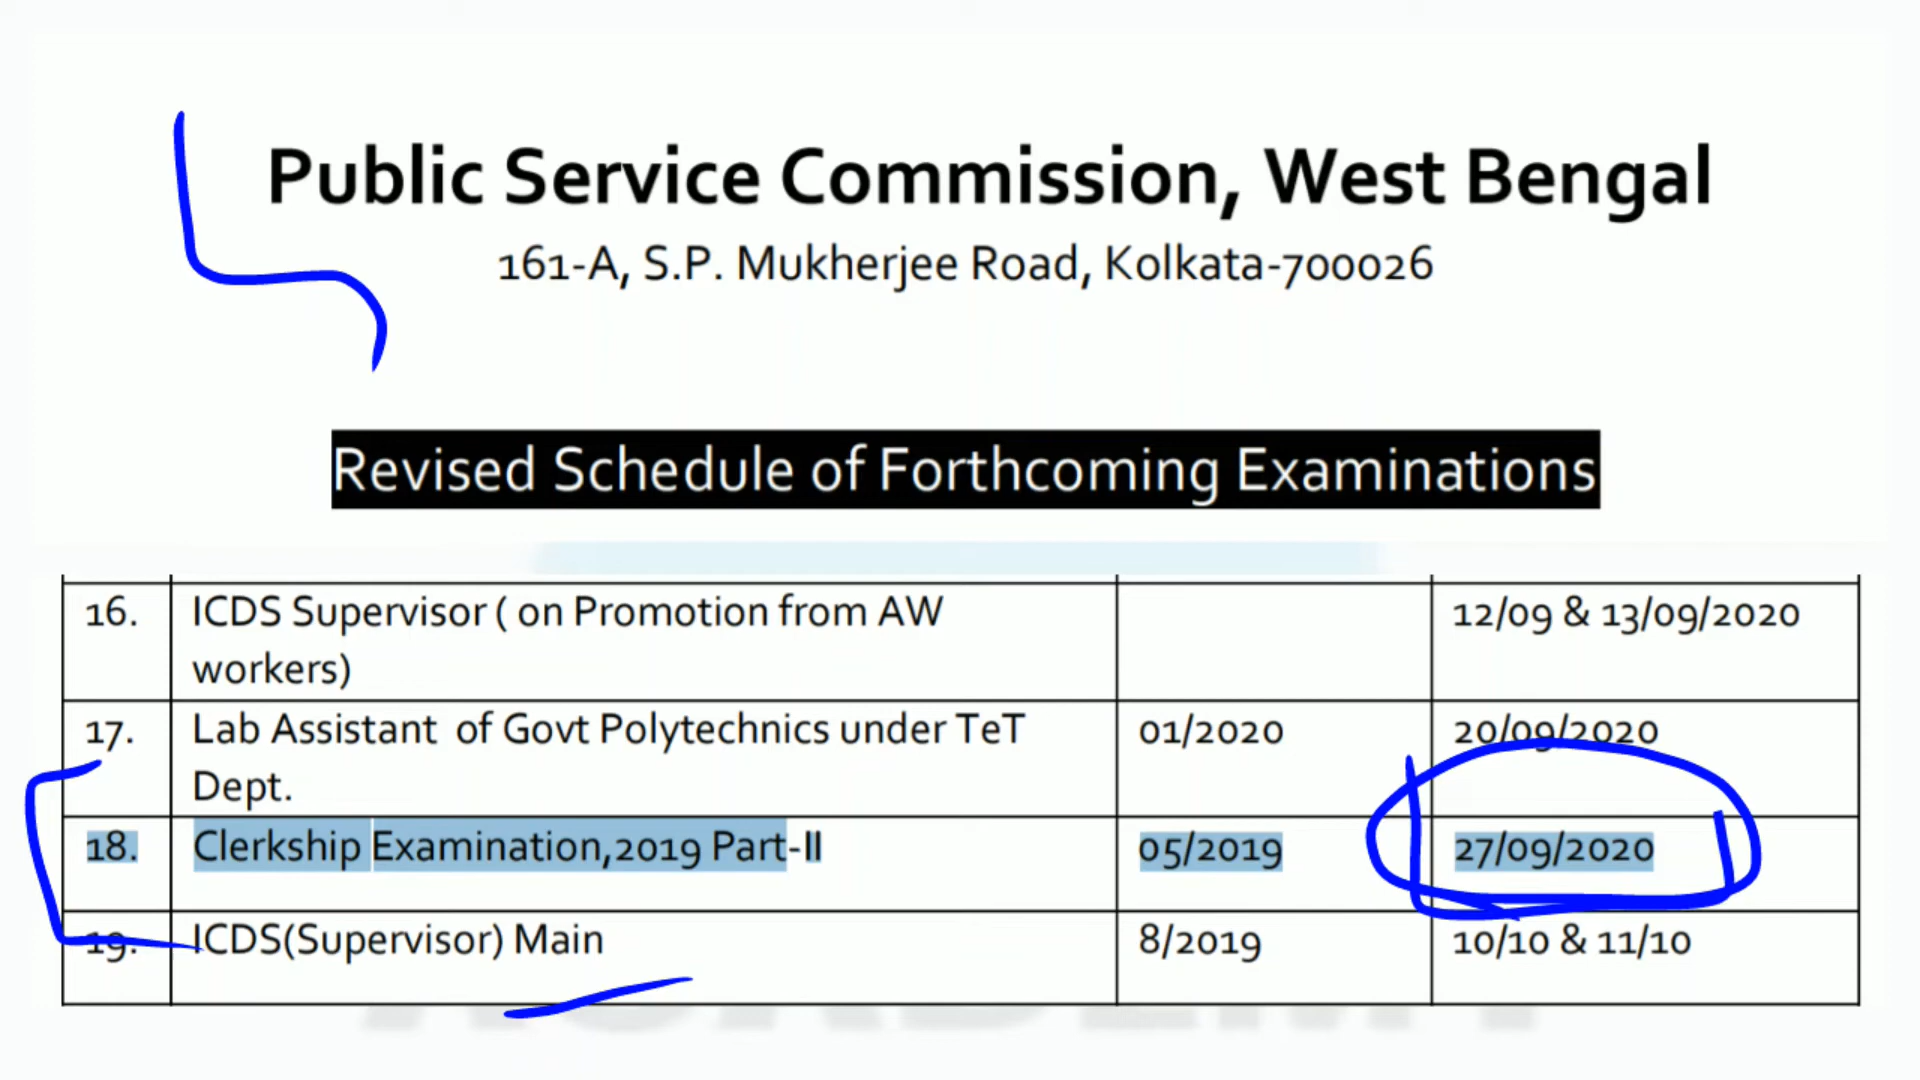 Public Service Commission, West Bengal
161-A, S.P. Mukherjee Road, Kolkata-700026
Revised Schedule of Forthcoming Examinations
16. ICDS Supervisor ( on Promotion from AW 12/09 & 13/09/2020
workers)
17. Lab Assistant of Govt Polytechnics under TeT 01/2020 20/09/2020
Dept.
18. Clerkship Examination,2019 Part-II 05/2019 27/09/2020
19. ICDS(Supervisor) Main 8/2019 10/10 & 11/10